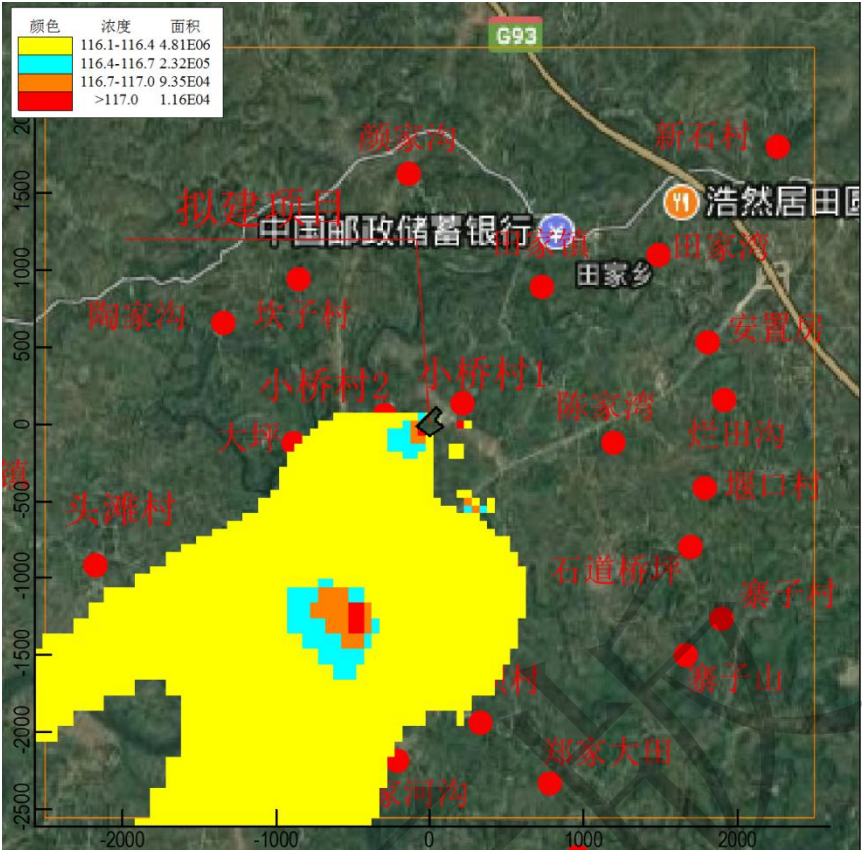 颜色 浓度 面积
116.1-116.4 4.81E06
116.4-116.7 2.32E05
116.7-117.0 9.35E04
>117.0 1.16E04
G93
颜家沟
新石村
拟建项目
浩然居田园
中国邮政储蓄银行
田家镇
田家湾
田家乡
陶家沟
坎子村
安置房
小桥村2
小桥村1
陈家湾
大坪
烂田沟
镇
堰口村
头滩村
石道桥坪
寨子村
寨子山
村
郑家大田
家河沟
1500
1000
500
0
-500
-1000
-1500
-2000
-2500
-2000 -1000 0 1000 2000